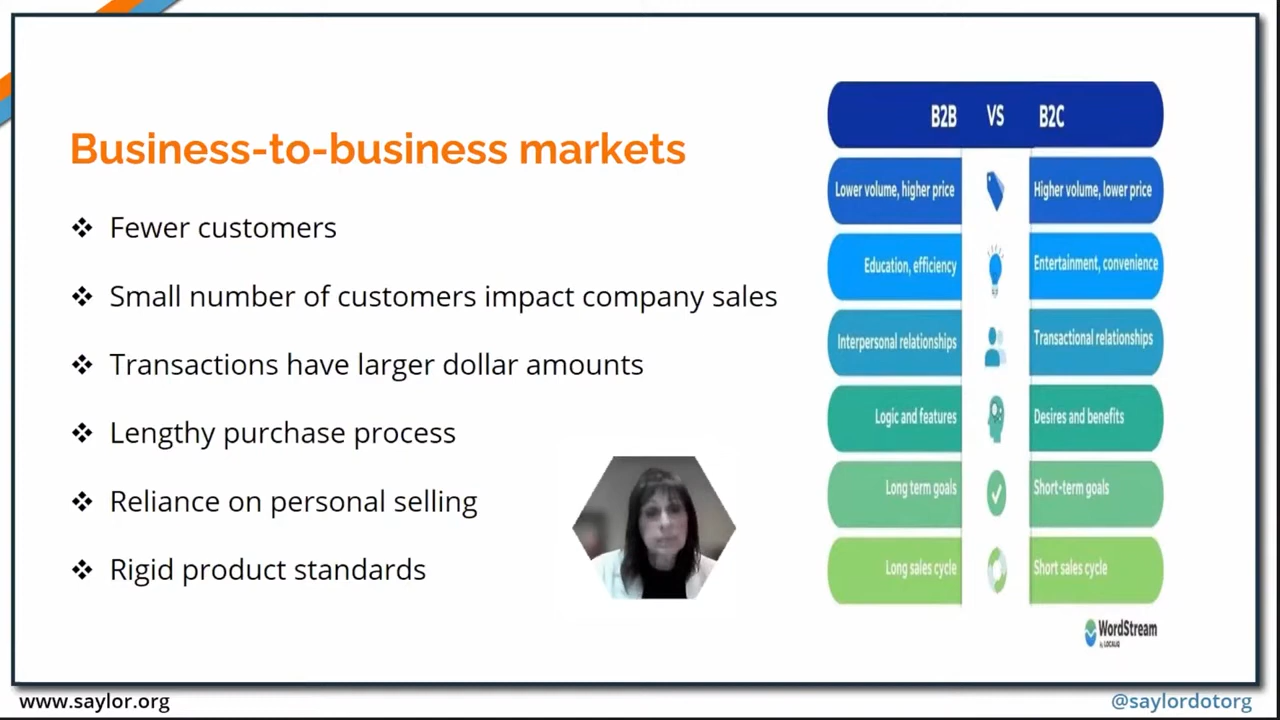 Business-to-business markets
Fewer customers
Small number of customers impact company sales
Transactions have larger dollar amounts
Lengthy purchase process
Reliance on personal selling
Rigid product standards
B2B VS B2C
Lower volume, higher price Higher volume, lower price
Education, efficiency Entertainment, convenience
Interpersonal relationships Transactional relationships
Logic and features Desires and benefits
Long term goals Short-term goals
Long sales cycle Short sales cycle
WordStream
By LOCALiQ
www.saylor.org
@saylordotorg